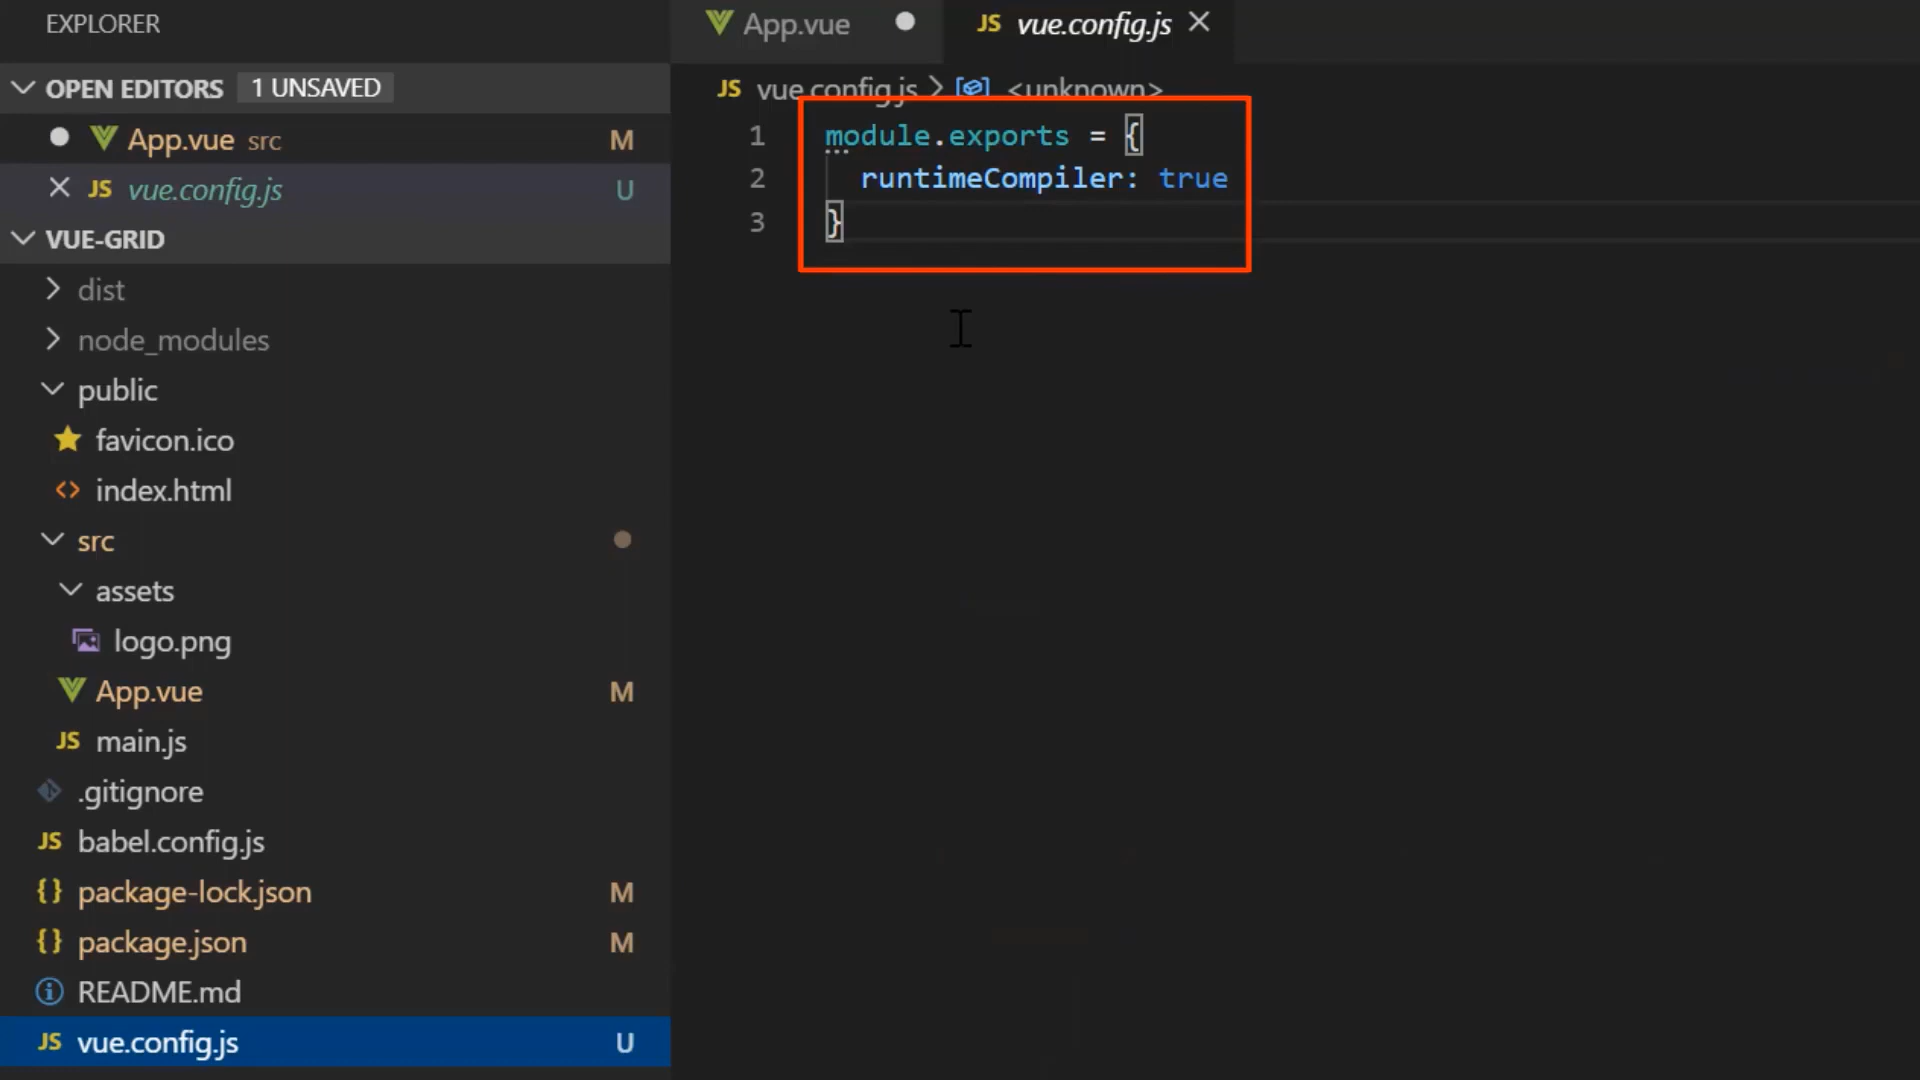 EXPLORER
OPEN EDITORS 1 UNSAVED
App.vue src M
JS vue.config.js U
VUE-GRID
dist
node_modules
public
favicon.ico
index.html
src
assets
logo.png
App.vue M
JS main.js
.gitignore
JS babel.config.js
{} package-lock.json M
{} package.json M
README.md
JS vue.config.js U
App.vue
JS vue.config.js
JS vue.config.js > <unknown>
1 module.exports = {
2 runtimeCompiler: true
3 }